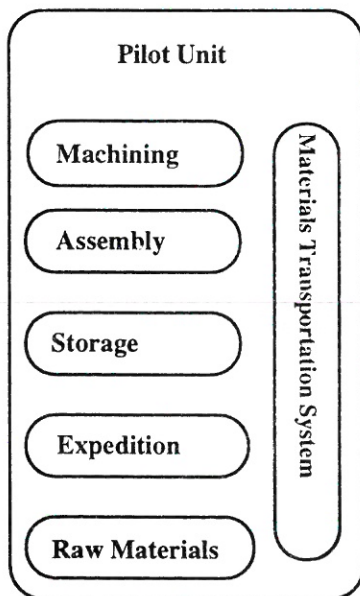 Pilot Unit
Machining
Assembly
Storage
Expedition
Raw Materials
Materials Transportation System